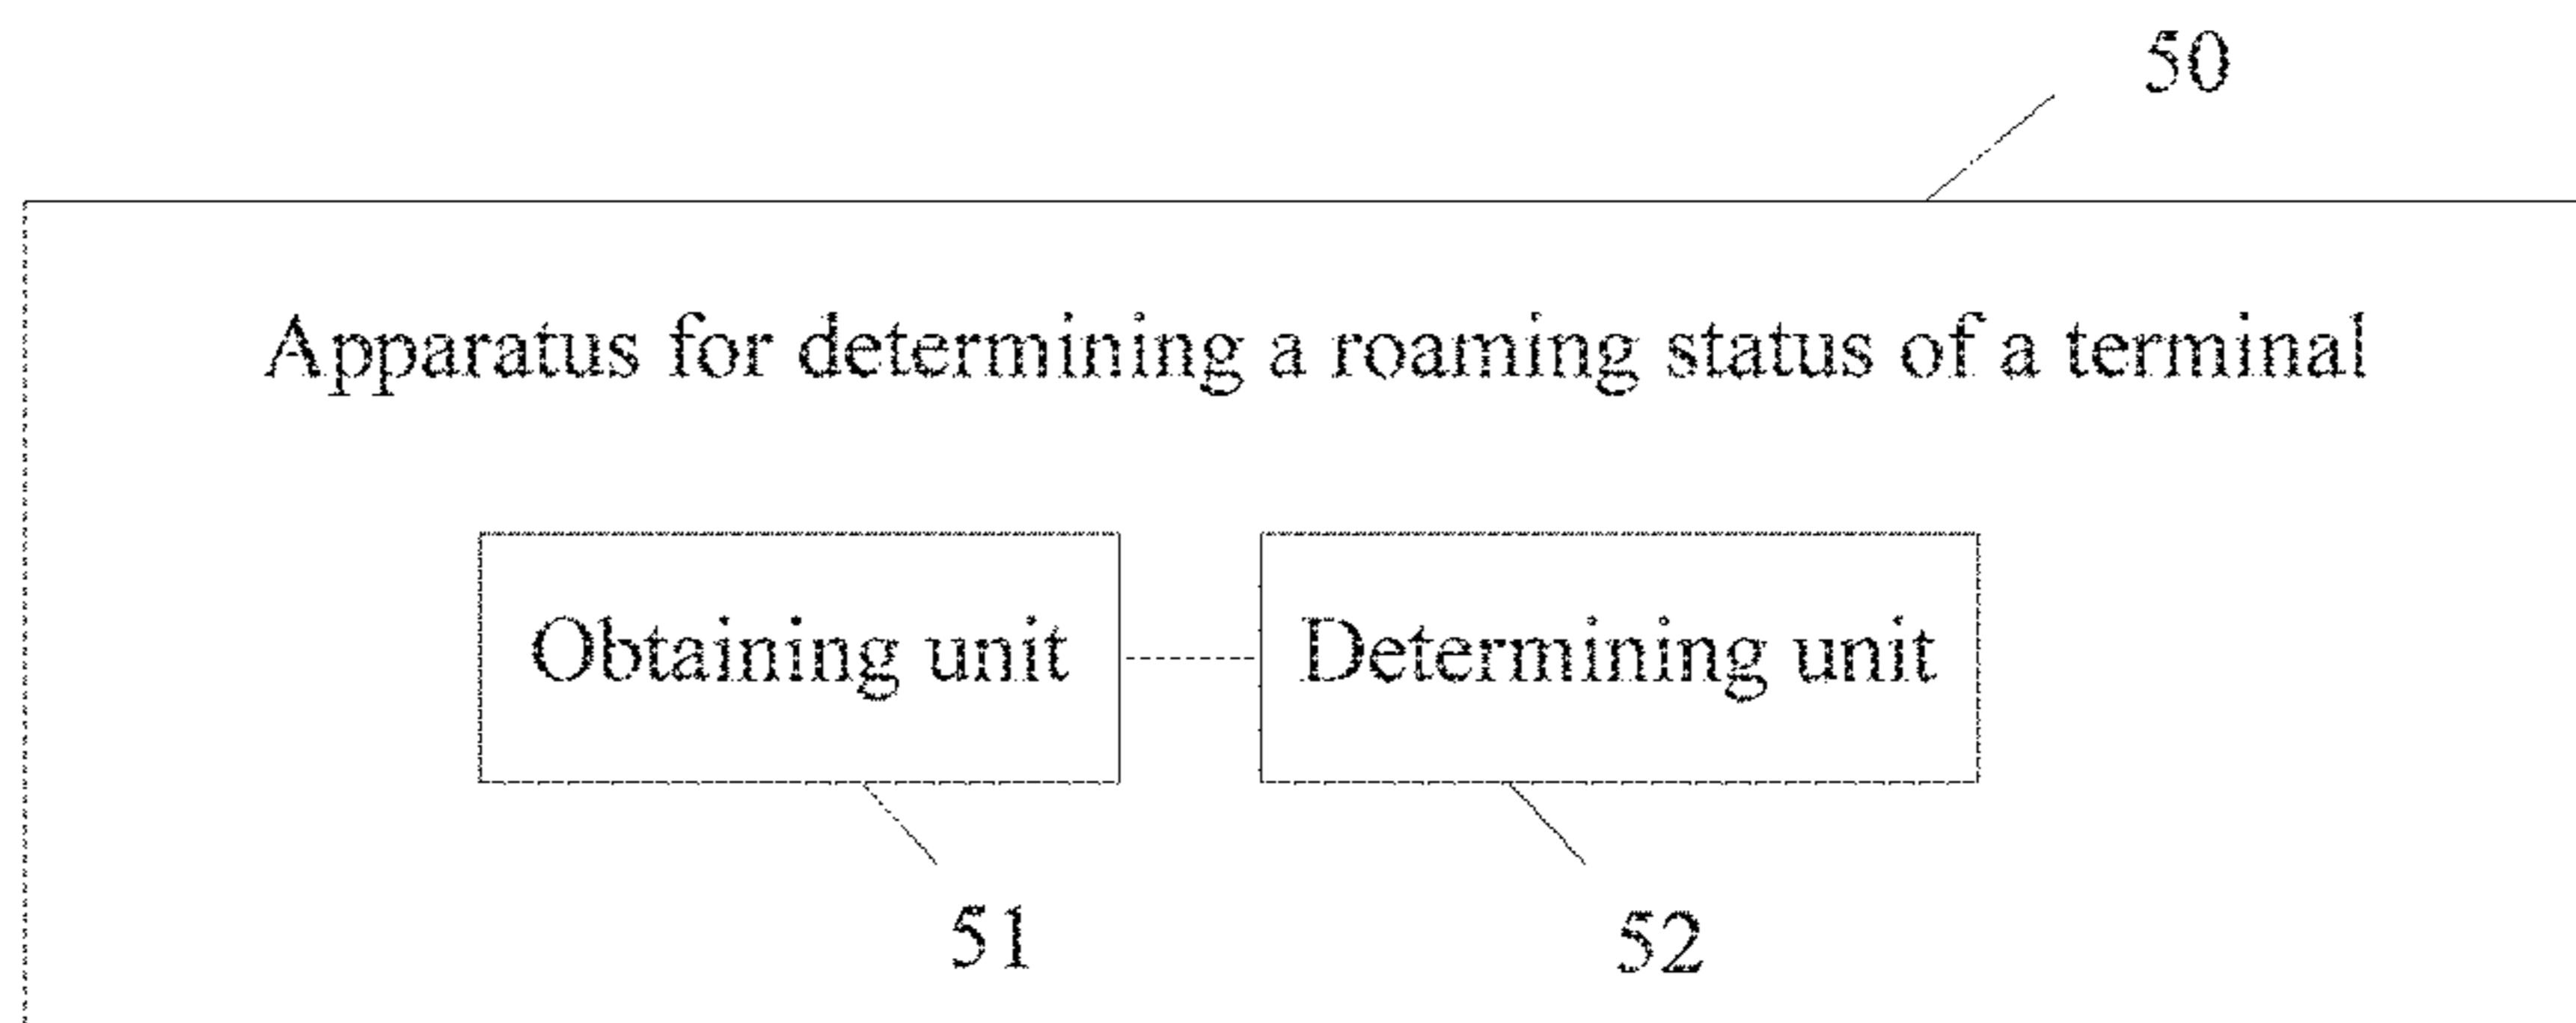 50
Apparatus for determining a roaming status of a terminal
Obtaining unit
Determining unit
51
52